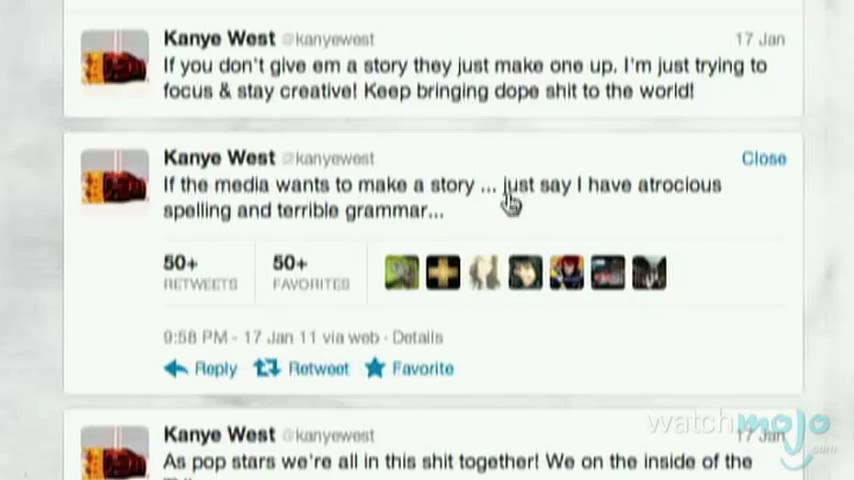 Kanye West @kanyewest 17 Jan
If you don't give em a story they just make one up. I'm just trying to
focus & stay creative! Keep bringing dope shit to the world!
Kanye West @kanyewest Close
If the media wants to make a story ... just say I have atrocious
spelling and terrible grammar...
50+ 50+
RETWEETS FAVORITES
9:58 PM - 17 Jan 11 via web · Details
Reply Retweet Favorite
Kanye West @kanyewest 17 Jan
watchmojo
.com
As pop stars we're all in this shit together! We on the inside of the